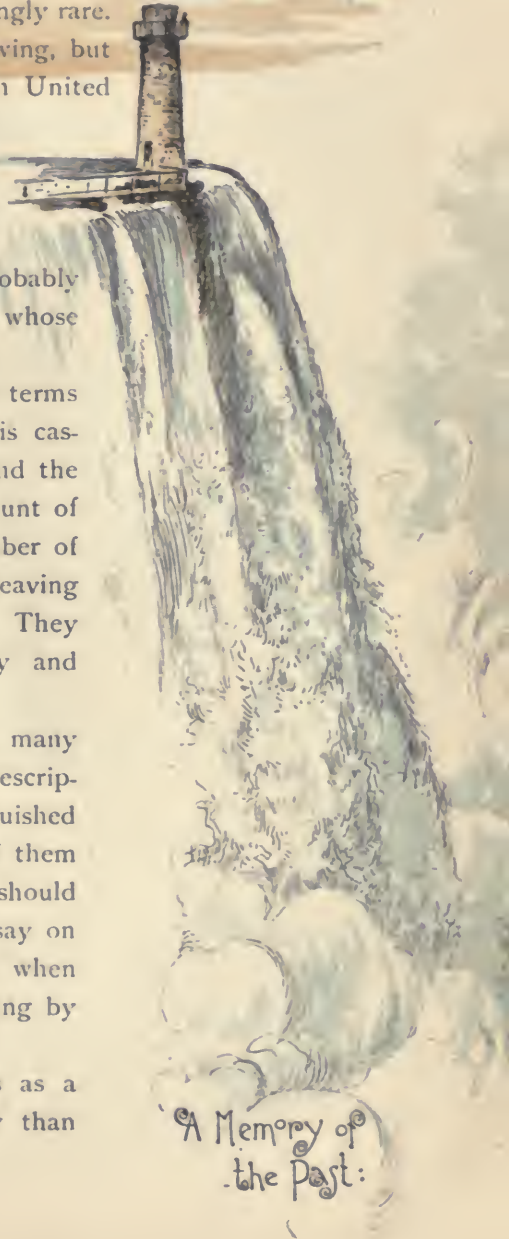 ngly rare.
ving, but
n United
obably
whose
terms
is cas-
nd the
unt of
ber of
eaving
They
y and
many
escrip-
uished
them
should
say on
when
ng by
s as a
than
A Memory of
the Past: